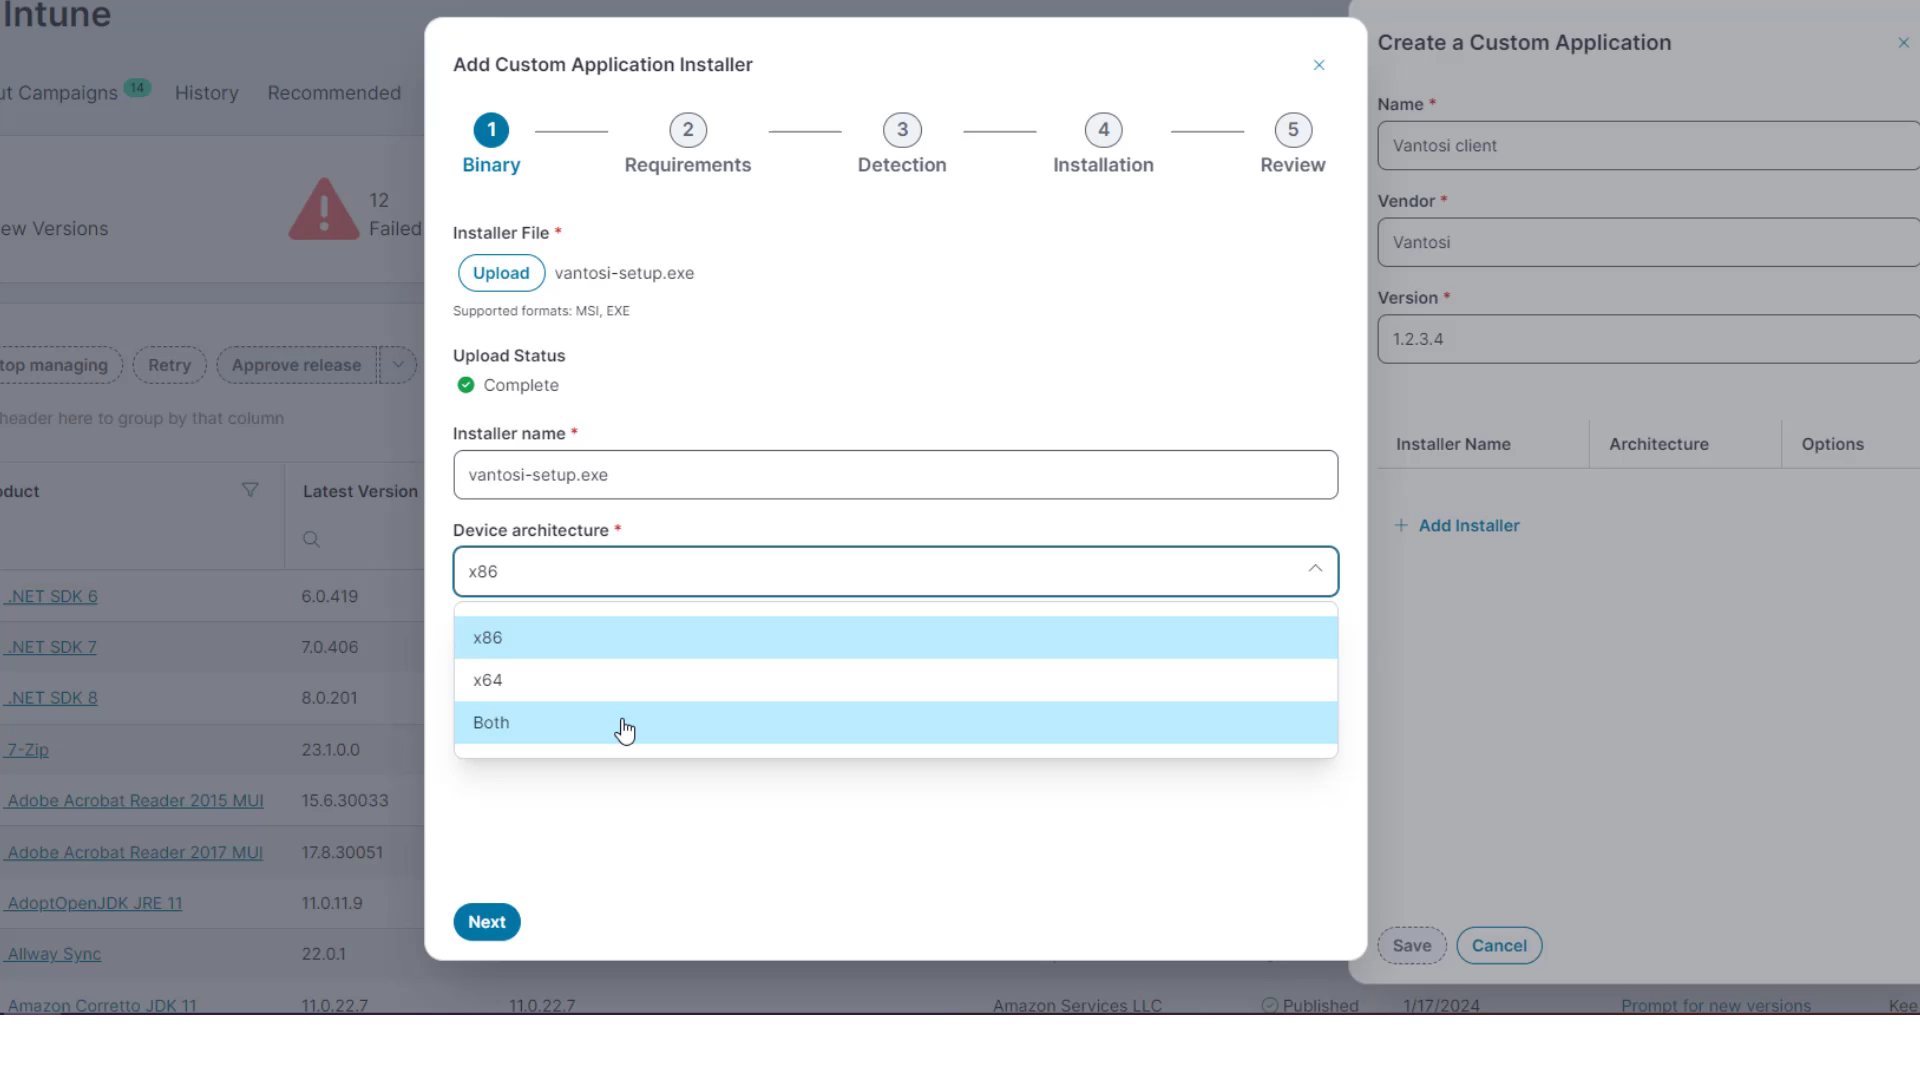 Intune
ut Campaigns 14 History Recommended
ew Versions
12
Failed
top managing Retry Approve release
header here to group by that column
oduct Latest Version
.NET SDK 6 6.0.419
.NET SDK 7 7.0.406
.NET SDK 8 8.0.201
7-Zip 23.1.0.0
Adobe Acrobat Reader 2015 MUI 15.6.30033
Adobe Acrobat Reader 2017 MUI 17.8.30051
AdoptOpenJDK JRE 11 11.0.11.9
Allway Sync 22.0.1
Amazon Corretto JDK 11 11.0.22.7 11.0.22.7 Amazon Services LLC Published 1/17/2024 Prompt for new versions Kee
Add Custom Application Installer
1 2 3 4 5
Binary Requirements Detection Installation Review
Installer File *
Upload vantosi-setup.exe
Supported formats: MSI, EXE
Upload Status
Complete
Installer name *
vantosi-setup.exe
Device architecture *
x86
x86
x64
Both
Next
Create a Custom Application
Name *
Vantosi client
Vendor *
Vantosi
Version *
1.2.3.4
Installer Name Architecture Options
+ Add Installer
Save Cancel